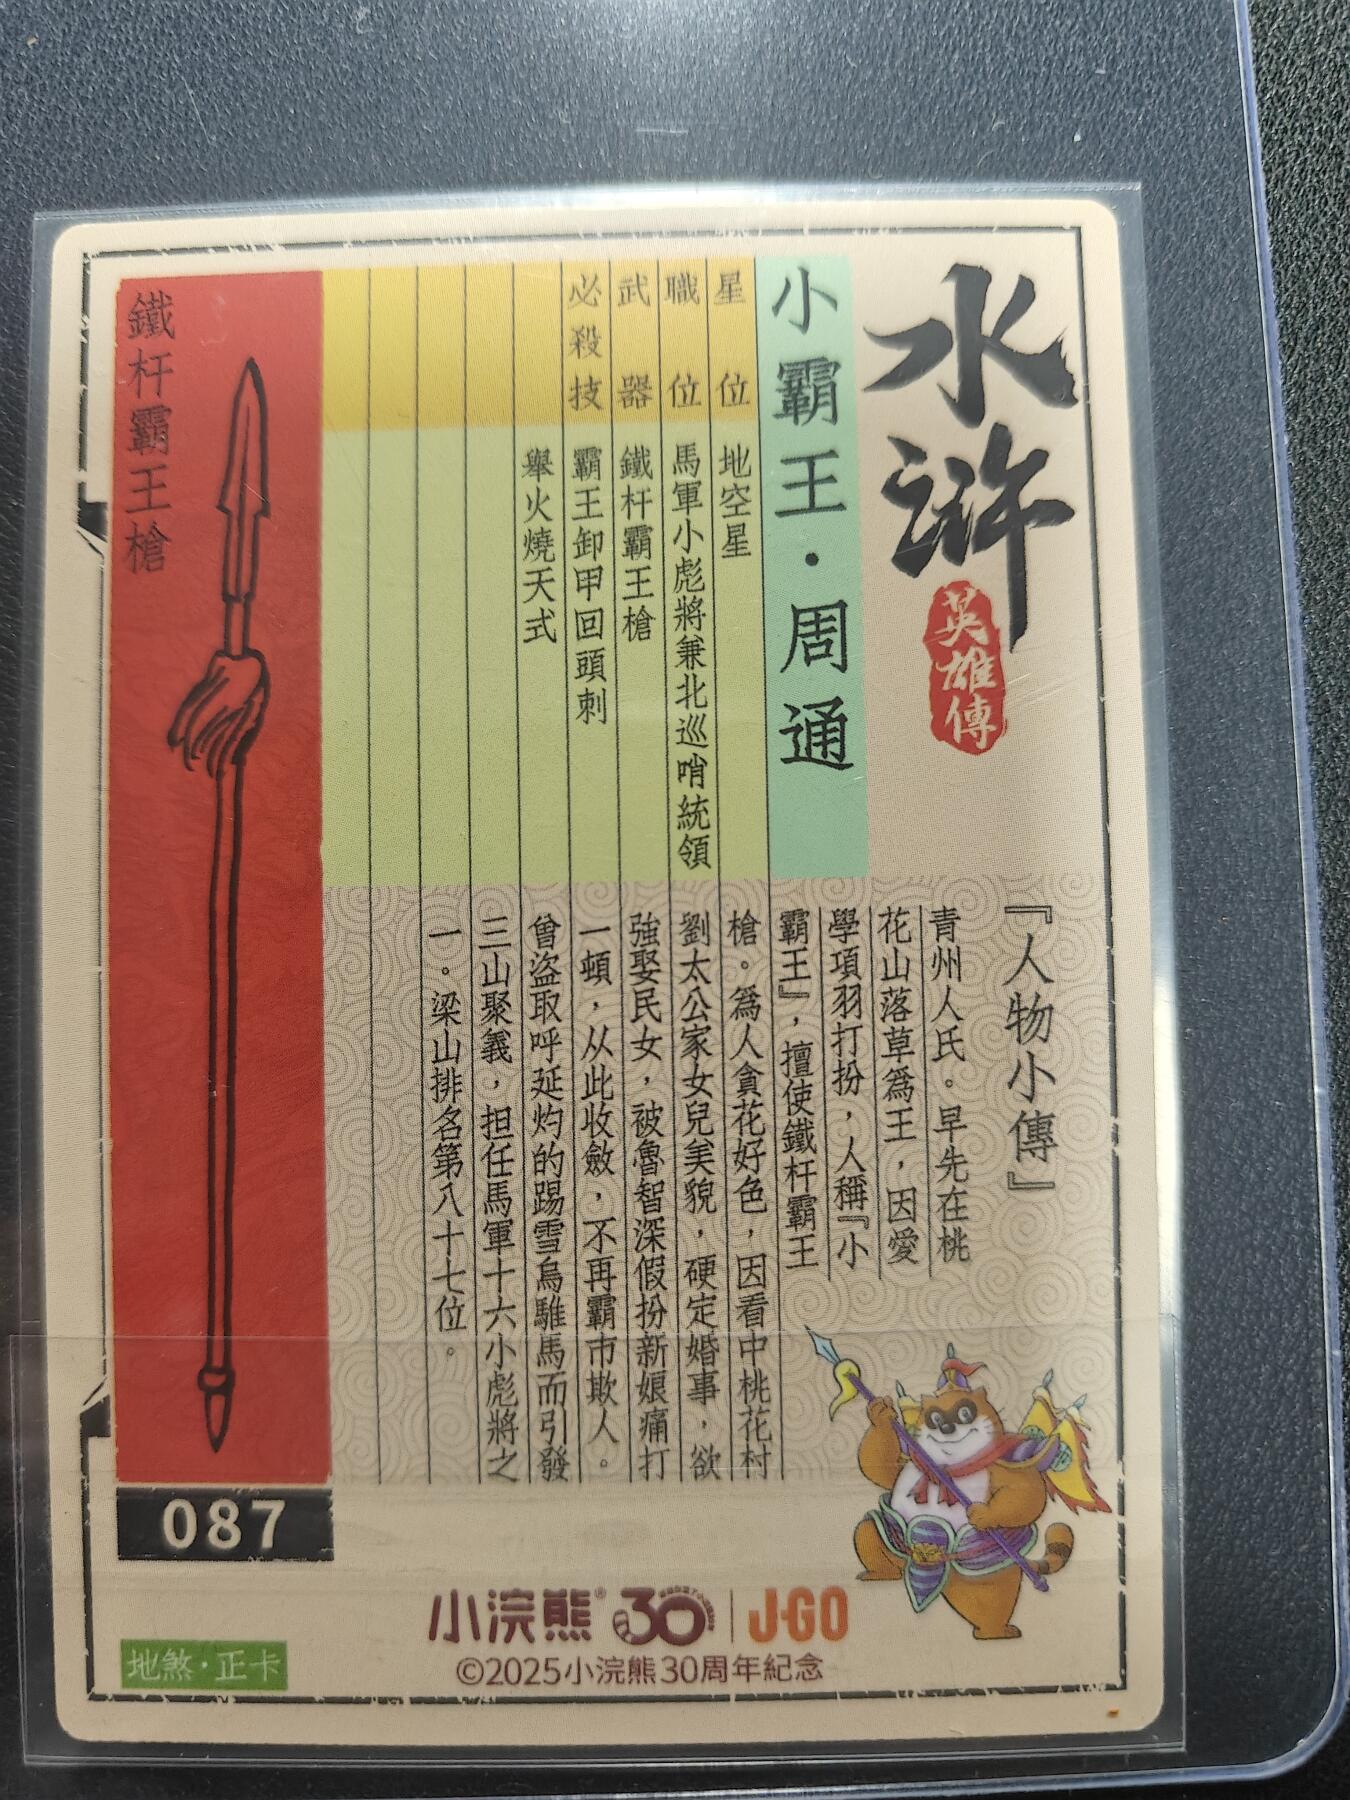 水滸
英雄傳
小霸王·周通
星位 地空星
職位 馬軍小彪將兼北巡哨統領
武器 鐵杆霸王槍
必殺技 霸王卸甲回頭刺
舉火燒天式
『人物小傳』
青州人氏。早先在桃
花山落草為王，因愛
學項羽打扮，人稱『小
霸王』，擅使鐵杆霸王
槍。為人貪花好色，因看中桃花村
劉太公家女兒美貌，硬定婚事，欲
強娶民女，被魯智深假扮新娘痛打
一頓，从此收斂，不再霸市欺人。
曾盜取呼延灼的踢雪烏騅馬而引發
三山聚義，担任馬軍十六小彪將之
一。梁山排名第八十七位。
鐵杆霸王槍
087
小浣熊® 30 | J·GO
©2025小浣熊30周年紀念
地煞·正卡